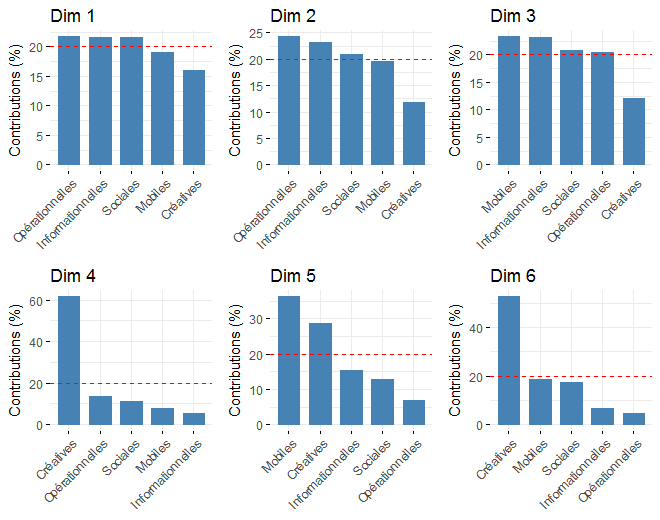 Dim 1
Contributions (%)
20
15
10
5
0
Opérationnelles
Informationnelles
Sociales
Mobiles
Créatives
Dim 2
Contributions (%)
25
20
15
10
5
0
Opérationnelles
Informationnelles
Sociales
Mobiles
Créatives
Dim 3
Contributions (%)
20
15
10
5
0
Mobiles
Informationnelles
Sociales
Opérationnelles
Créatives
Dim 4
Contributions (%)
60
40
20
0
Créatives
Opérationnelles
Sociales
Mobiles
Informationnelles
Dim 5
Contributions (%)
30
20
10
0
Mobiles
Créatives
Informationnelles
Sociales
Opérationnelles
Dim 6
Contributions (%)
40
20
0
Créatives
Mobiles
Sociales
Informationnelles
Opérationnelles